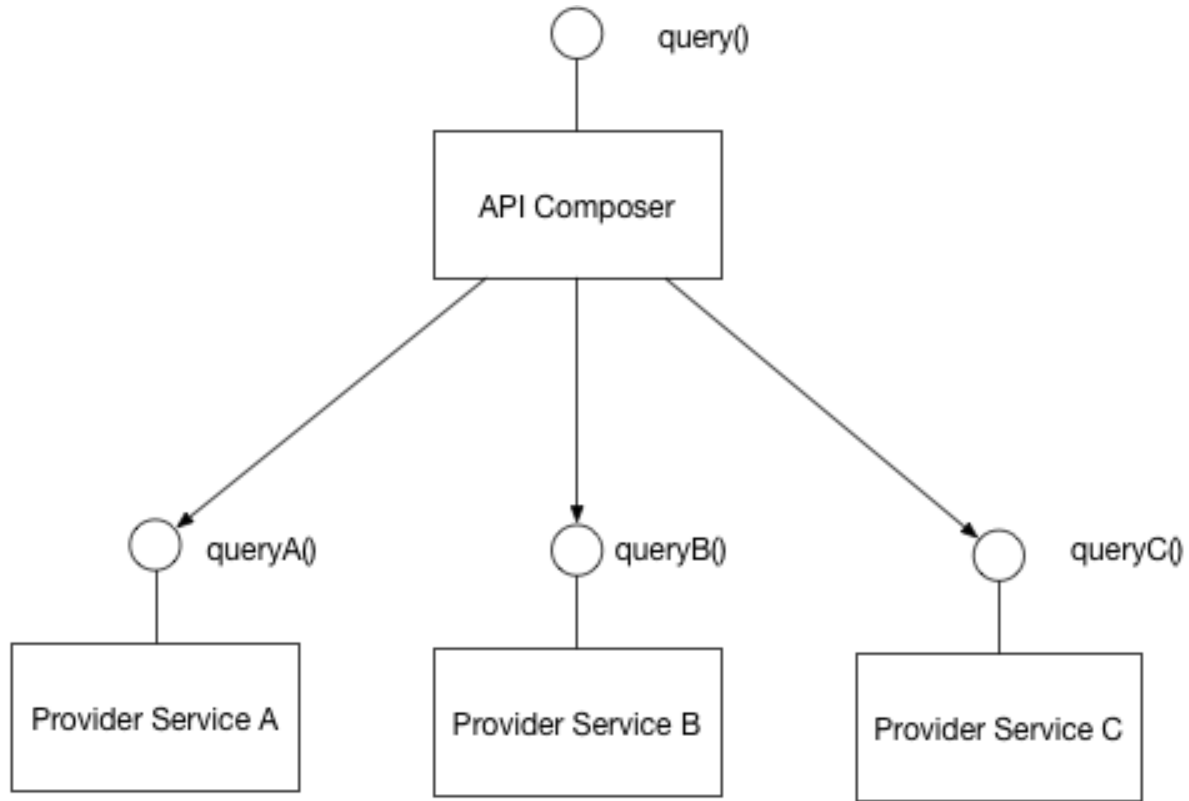 query()
API Composer
queryA()
queryB()
queryC()
Provider Service A
Provider Service B
Provider Service C